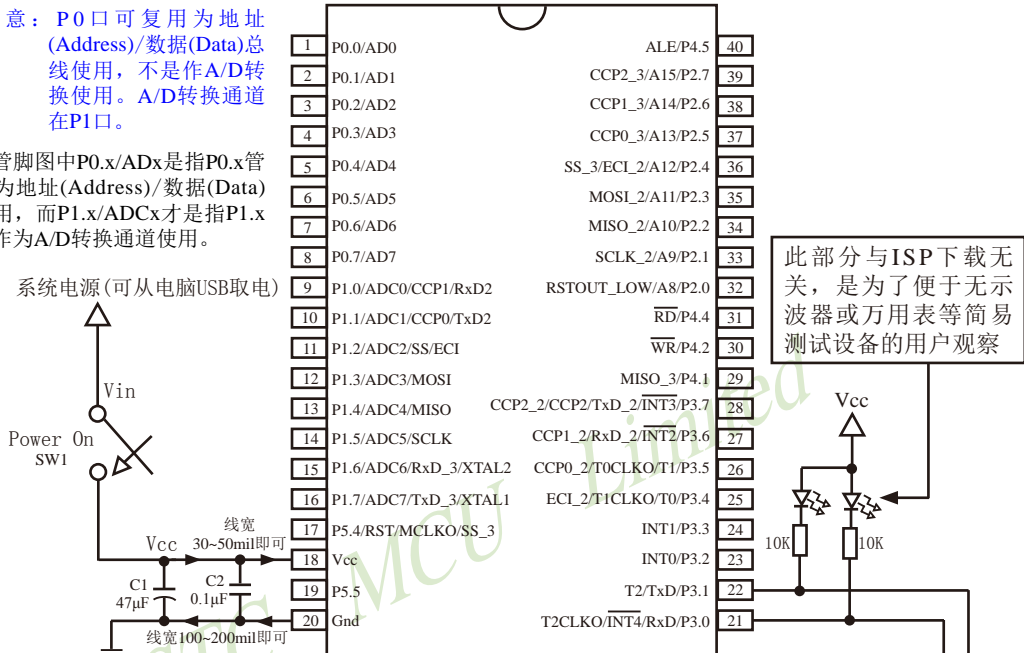 意：P0口可复用为地址
(Address)/数据(Data)总
线使用，不是作A/D转
换使用。A/D转换通道
在P1口。
管脚图中P0.x/ADx是指P0.x管
为地址(Address)/数据(Data)
用，而P1.x/ADCx才是指P1.x
作为A/D转换通道使用。
系统电源(可从电脑USB取电)
Vin
Power On
SW1
Vcc
线宽
30~50mil即可
C1
47μF
C2
0.1μF
线宽100~200mil即可
1 P0.0/AD0
2 P0.1/AD1
3 P0.2/AD2
4 P0.3/AD3
5 P0.4/AD4
6 P0.5/AD5
7 P0.6/AD6
8 P0.7/AD7
9 P1.0/ADC0/CCP1/RxD2
10 P1.1/ADC1/CCP0/TxD2
11 P1.2/ADC2/SS/ECI
12 P1.3/ADC3/MOSI
13 P1.4/ADC4/MISO
14 P1.5/ADC5/SCLK
15 P1.6/ADC6/RxD_3/XTAL2
16 P1.7/ADC7/TxD_3/XTAL1
17 P5.4/RST/MCLKO/SS_3
18 Vcc
19 P5.5
20 Gnd
ALE/P4.5 40
CCP2_3/A15/P2.7 39
CCP1_3/A14/P2.6 38
CCP0_3/A13/P2.5 37
SS_3/ECI_2/A12/P2.4 36
MOSI_2/A11/P2.3 35
MISO_2/A10/P2.2 34
SCLK_2/A9/P2.1 33
RSTOUT_LOW/A8/P2.0 32
RD/P4.4 31
WR/P4.2 30
MISO_3/P4.1 29
CCP2_2/CCP2/TxD_2/INT3/P3.7 28
CCP1_2/RxD_2/INT2/P3.6 27
CCP0_2/T0CLKO/T1/P3.5 26
ECI_2/T1CLKO/T0/P3.4 25
INT1/P3.3 24
INT0/P3.2 23
T2/TxD/P3.1 22
T2CLKO/INT4/RxD/P3.0 21
此部分与ISP下载无
关，是为了便于无示
波器或万用表等简易
测试设备的用户观察
Vcc
10K
10K
STC MCU Limited